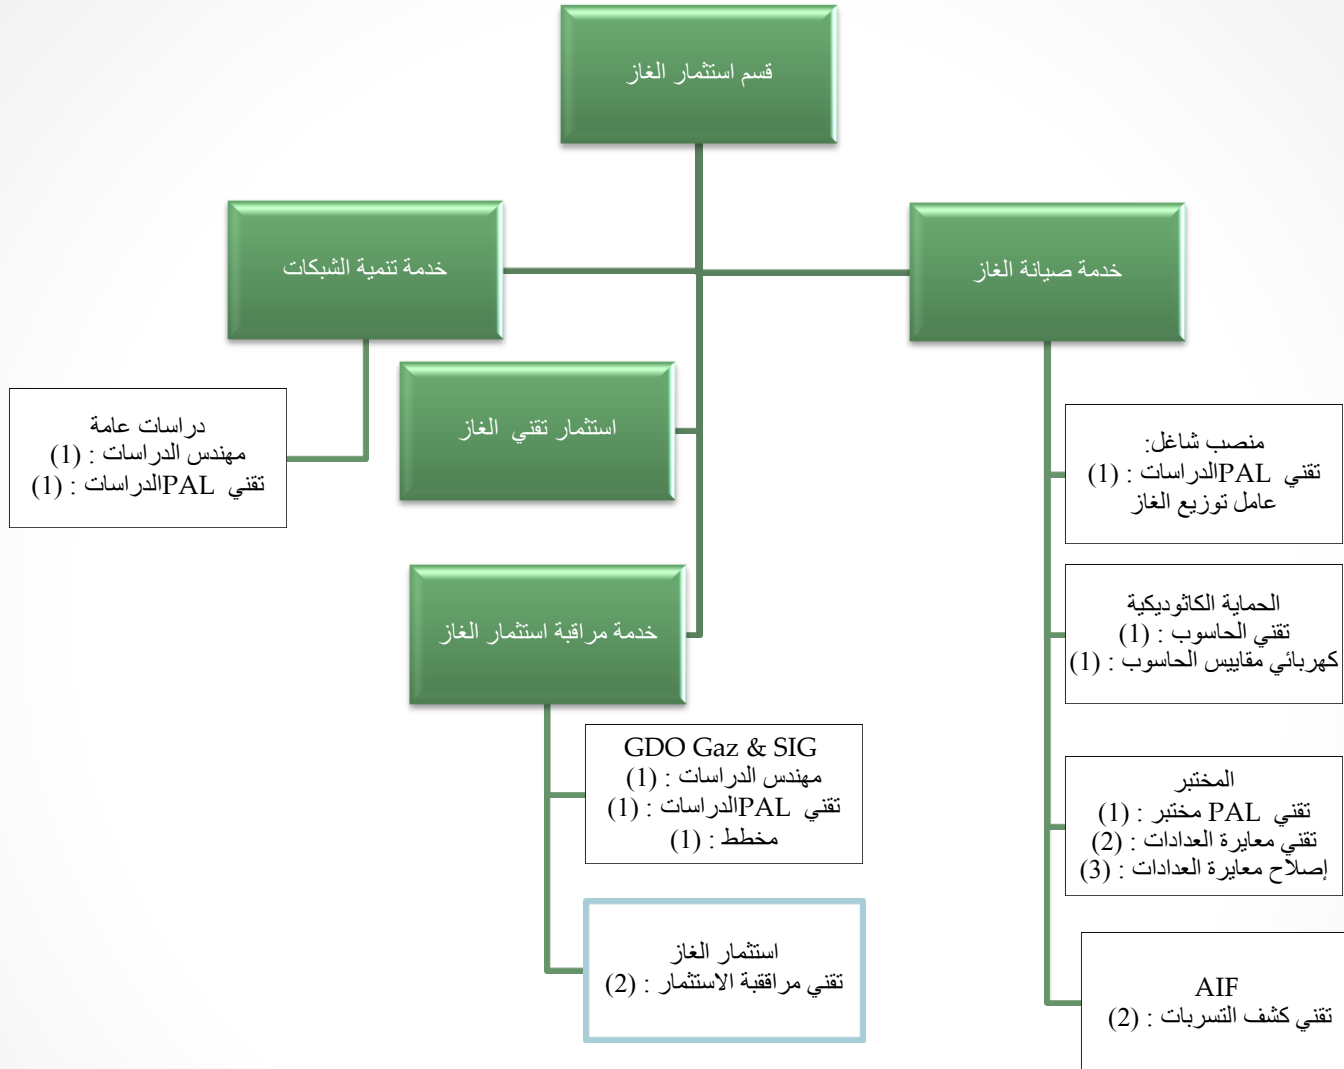 قسم استثمار الغاز
خدمة صيانة الغاز
خدمة تنمية الشبكات
استثمار تقني الغاز
دراسات عامة
مهندس الدراسات : (1)
تقني PALالدراسات : (1)
منصب شاغل:
تقني PALالدراسات : (1)
عامل توزيع الغاز
الحماية الكاثوديكية
تقني الحاسوب : (1)
كهربائي مقاييس الحاسوب : (1)
خدمة مراقبة استثمار الغاز
GDO Gaz & SIG
مهندس الدراسات : (1)
تقني PALالدراسات : (1)
مخطط : (1)
المختبر
تقني PAL مختبر : (1)
تقني معايرة العدادات : (2)
إصلاح معايرة العدادات : (3)
استثمار الغاز
تقني مراققبة الاستثمار : (2)
AIF
تقني كشف التسربات : (2)